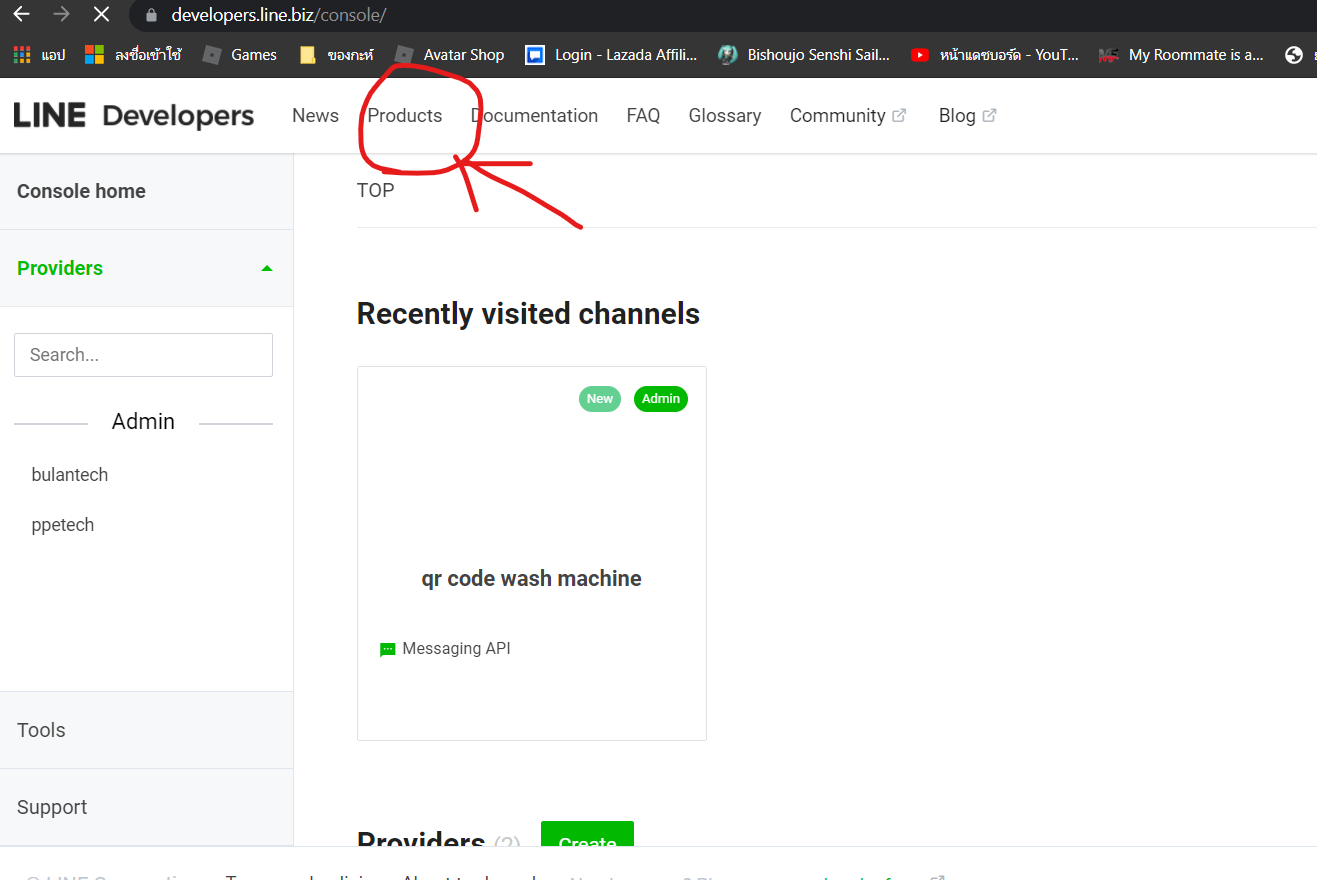 developers.line.biz/console/
แอป ลงชื่อเข้าใช้ Games ของกะห์ Avatar Shop Login - Lazada Affili... Bishoujo Senshi Sail... หน้าแดชบอร์ด - YouT... My Roommate is a...
LINE Developers News Products Documentation FAQ Glossary Community Blog
Console home
TOP
Providers
Recently visited channels
Search...
New Admin
Admin
bulantech
ppetech
qr code wash machine
Messaging API
Tools
Support
Providers (2) Create